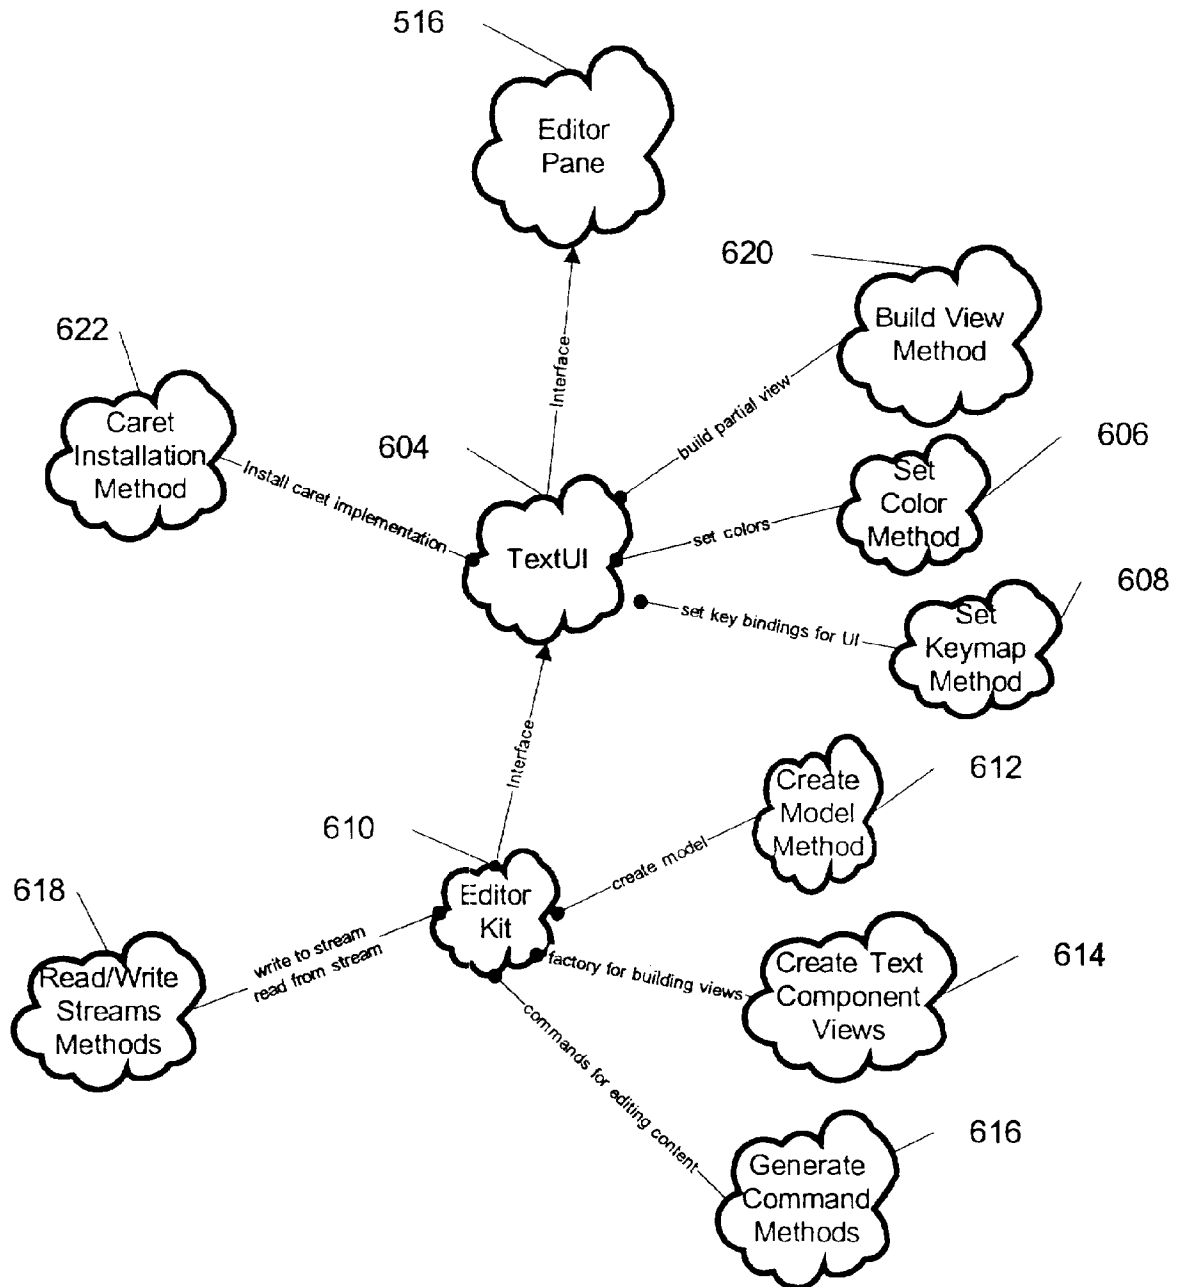 516
Editor
Pane
620
Build View
Method
622
Caret
Installation
Method
Interface
build partial view
604
606
Set
Color
Method
Install caret implementation
TextUI
set colors
608
set key bindings for UI
Set
Keymap
Method
Interface
612
Create
Model
Method
610
create model
618
Editor
Kit
write to stream
read from stream
Read/Write
Streams
Methods
factory for building views
Create Text
Component
Views
614
commands for editing content
616
Generate
Command
Methods